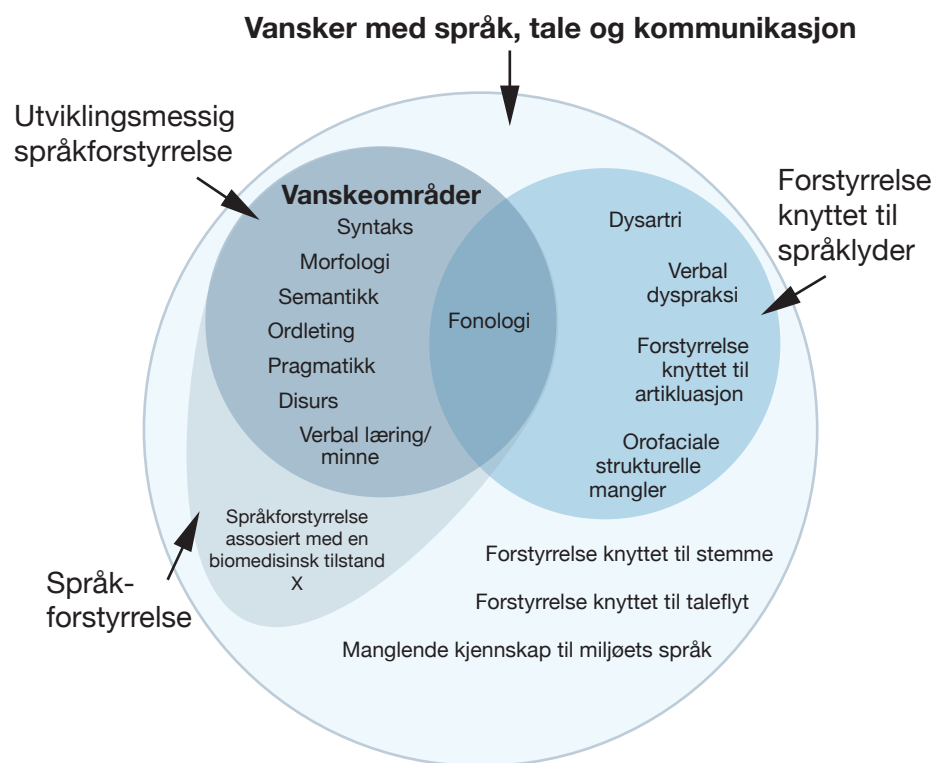 Vansker med språk, tale og kommunikasjon
Utviklingsmessig
språkforstyrrelse
Vanskeområder
Syntaks
Morfologi
Semantikk
Ordleting
Pragmatikk
Disurs
Verbal læring/
minne
Fonologi
Dysartri
Verbal
dyspraksi
Forstyrrelse
knyttet til
artikluasjon
Orofaciale
strukturelle
mangler
Forstyrrelse
knyttet til
språklyder
Språkforstyrrelse
assosiert med en
biomedisinsk tilstand
X
Språk-
forstyrrelse
Forstyrrelse knyttet til stemme
Forstyrrelse knyttet til taleflyt
Manglende kjennskap til miljøets språk